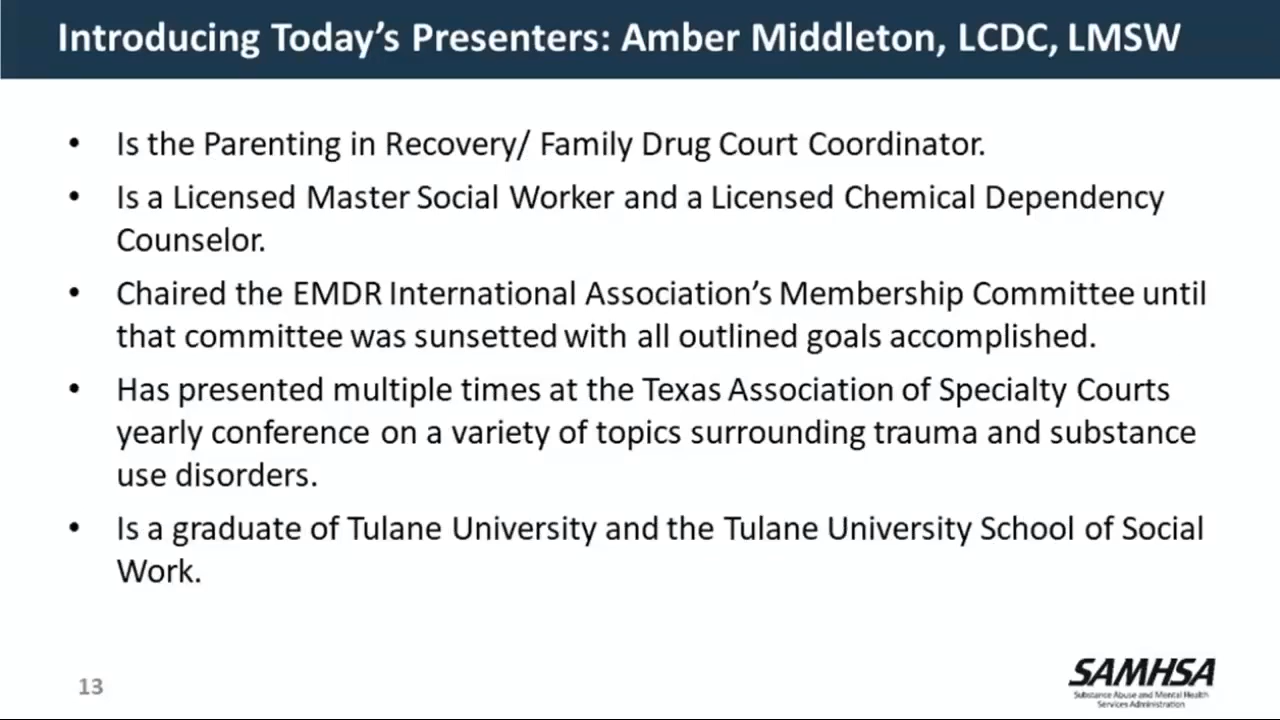 Introducing Today’s Presenters: Amber Middleton, LCDC, LMSW
• Is the Parenting in Recovery/ Family Drug Court Coordinator.
• Is a Licensed Master Social Worker and a Licensed Chemical Dependency
Counselor.
• Chaired the EMDR International Association’s Membership Committee until
that committee was sunsetted with all outlined goals accomplished.
• Has presented multiple times at the Texas Association of Specialty Courts
yearly conference on a variety of topics surrounding trauma and substance
use disorders.
• Is a graduate of Tulane University and the Tulane University School of Social
Work.
13
SAMHSA
Substance Abuse and Mental Health
Services Administration